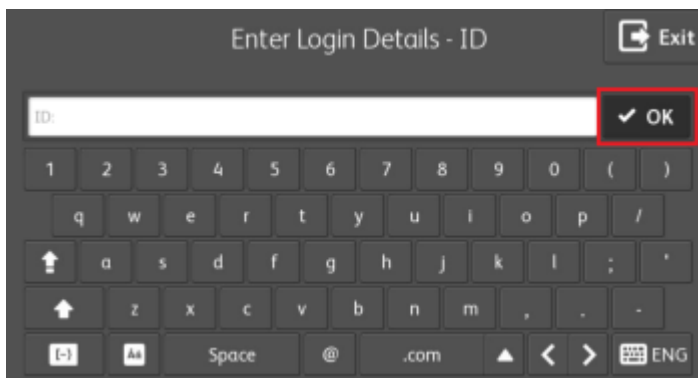 Enter Login Details - ID
Exit
ID:
OK
1 2 3 4 5 6 7 8 9 0 ( )
q w e r t y u i o p /
a s d f g h j k l ; '
z x c v b n m , . -
[~] Aá Space @ .com ENG